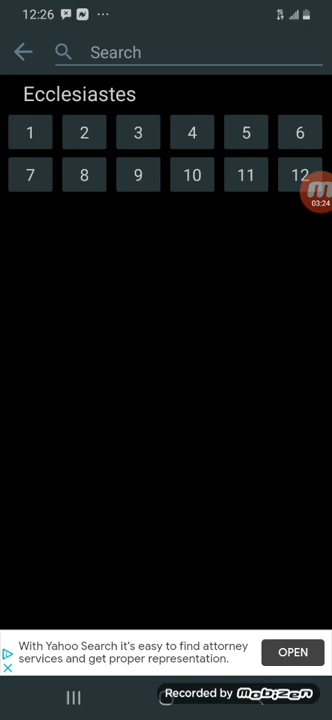 12:26
Search
Ecclesiastes
1 2 3 4 5 6
7 8 9 10 11 12
03:24
With Yahoo Search it's easy to find attorney
services and get proper representation.
OPEN
Recorded by mobizen